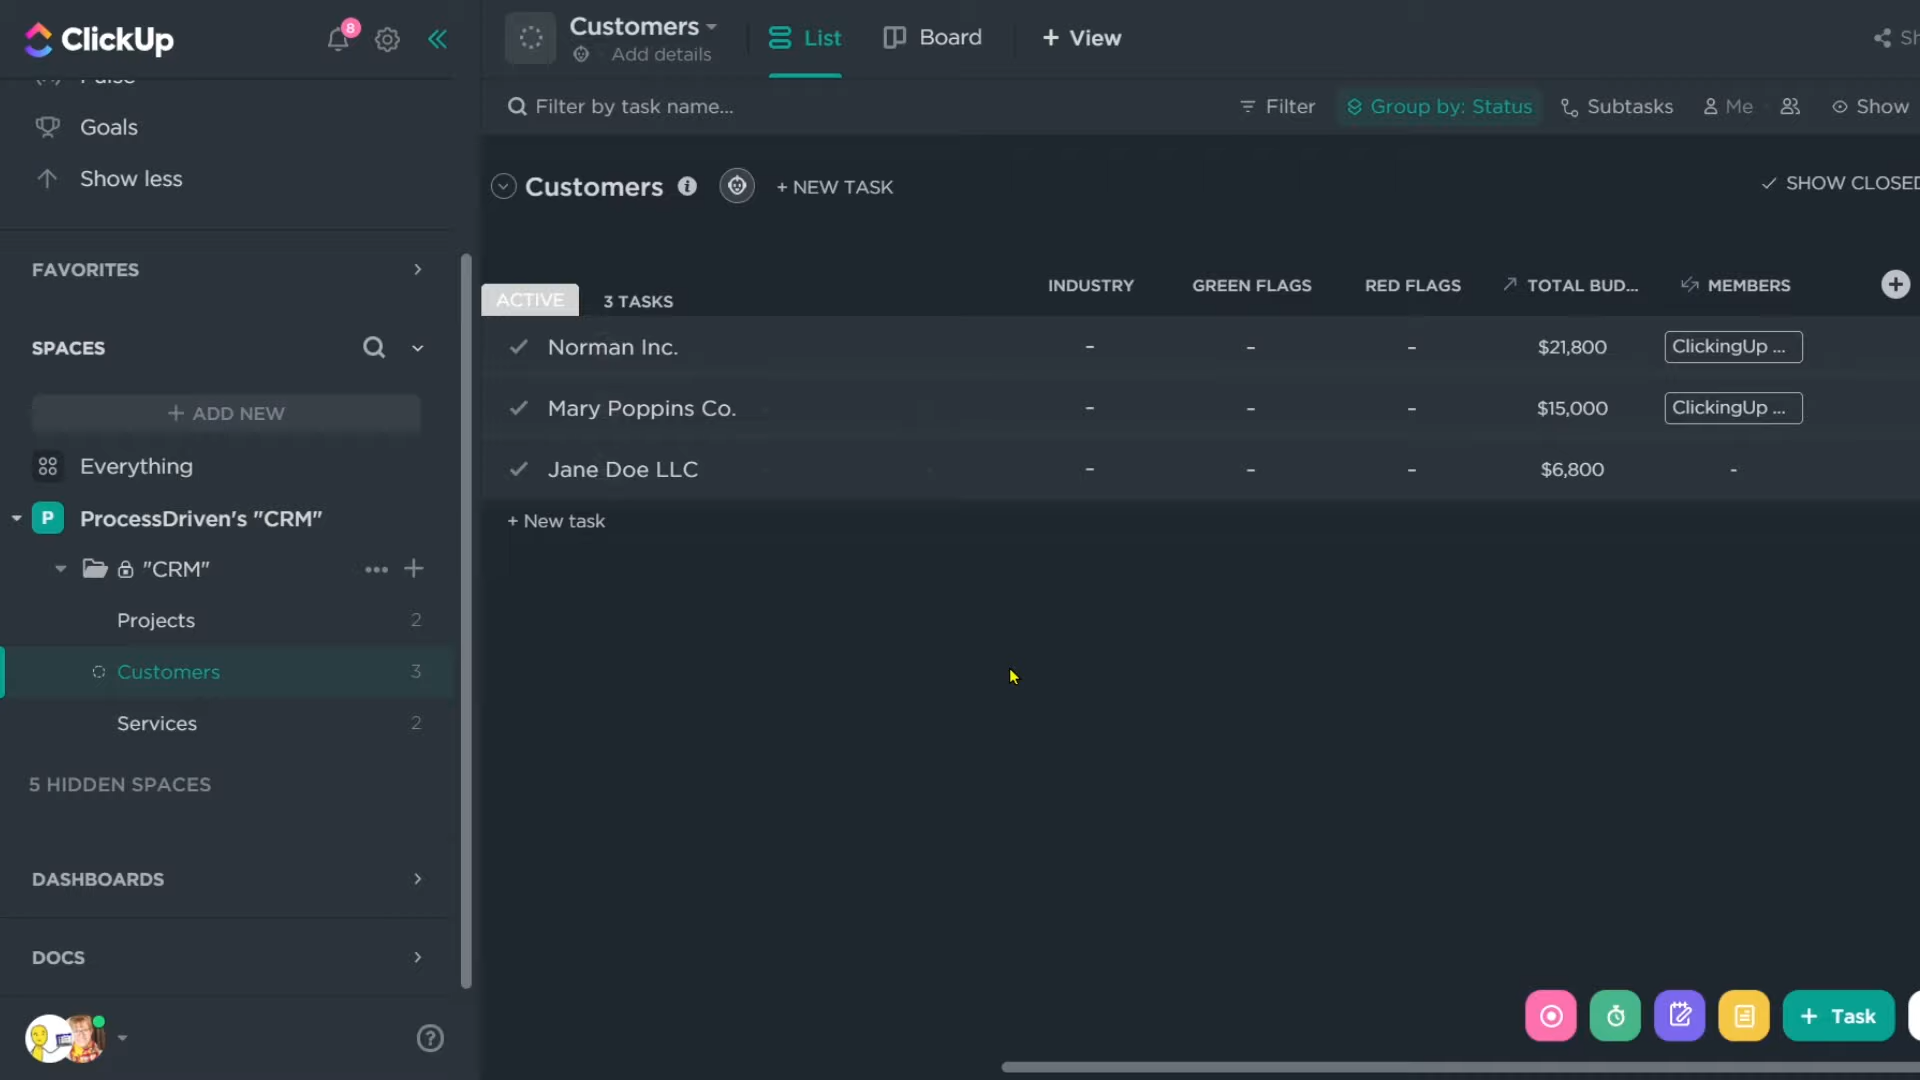 ClickUp
8
Customers
Add details
List
Board
+ View
Goals
Show less
Filter by task name...
Filter
Group by: Status
Subtasks
Me
Show
Customers
+ NEW TASK
SHOW CLOSED
FAVORITES
SPACES
+ ADD NEW
Everything
P
ProcessDriven's "CRM"
"CRM"
Projects 2
Customers 3
Services 2
5 HIDDEN SPACES
DASHBOARDS
DOCS
ACTIVE 3 TASKS INDUSTRY GREEN FLAGS RED FLAGS TOTAL BUD... MEMBERS
Norman Inc. - - - $21,800 ClickingUp ...
Mary Poppins Co. - - - $15,000 ClickingUp ...
Jane Doe LLC - - - $6,800 -
+ New task
+ Task